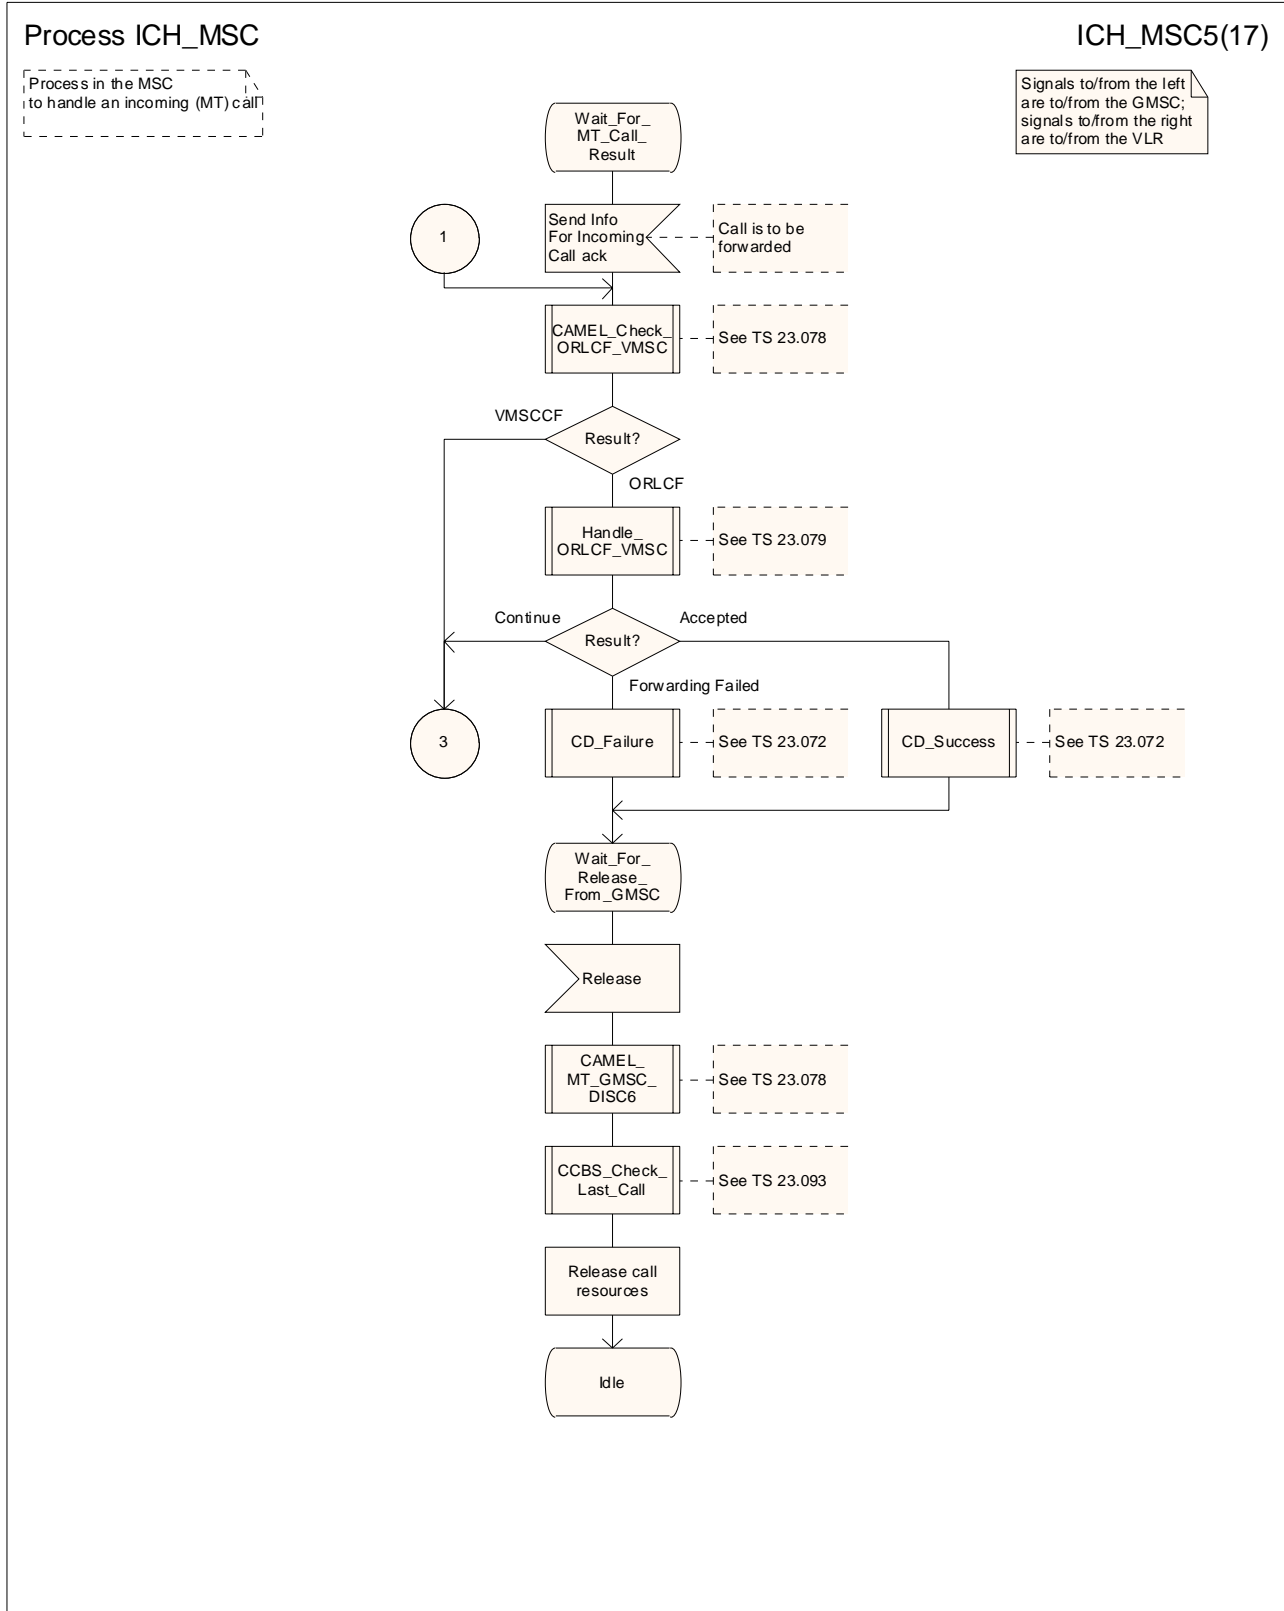 Process ICH_MSC
ICH_MSC5(17)
Process in the MSC
to handle an incoming (MT) call
Signals to/from the left
are to/from the GMSC;
signals to/from the right
are to/from the VLR
Wait_For_
MT_Call_
Result
1
Send Info
For Incoming
Call ack
Call is to be
forwarded
CAMEL_Check_
ORLCF_VMSC
See TS 23.078
VMSCCF
Result?
ORLCF
Handle_
ORLCF_VMSC
See TS 23.079
Continue
Result?
Accepted
Forwarding Failed
3
CD_Failure
See TS 23.072
CD_Success
See TS 23.072
Wait_For_
Release_
From_GMSC
Release
CAMEL_
MT_GMSC_
DISC6
See TS 23.078
CCBS_Check_
Last_Call
See TS 23.093
Release call
resources
Idle